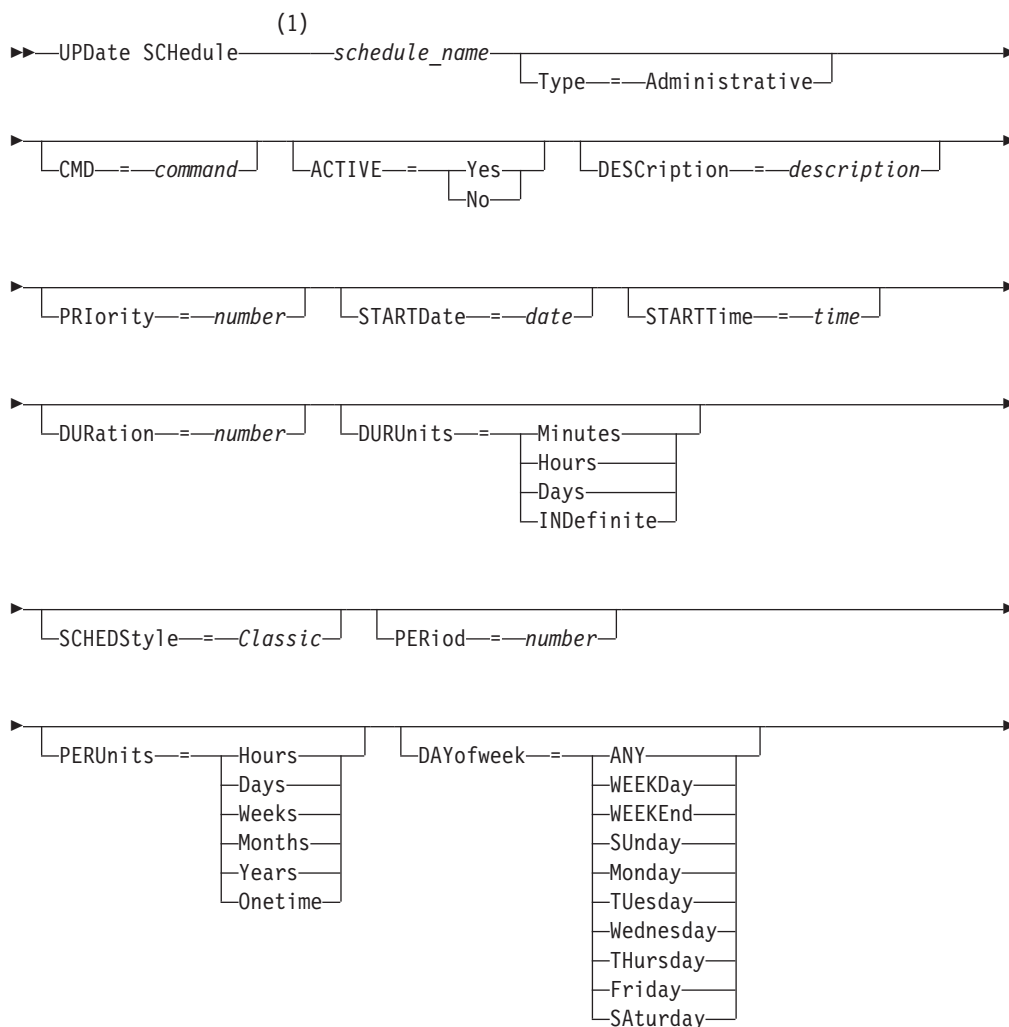 (1)
UPDate SCHedule schedule_name
Type = Administrative
CMD = command ACTIVE = Yes DESCription = description
No
PRIority = number STARTDate = date STARTTime = time
DURation = number DURUnits = Minutes
Hours
Days
INDefinite
SCHEDStyle = Classic PERiod = number
PERUnits = Hours DAYofweek = ANY
Days WEEKDay
Weeks WEEKEnd
Months SUnday
Years Monday
Onetime TUesday
Wednesday
THursday
Friday
SAturday